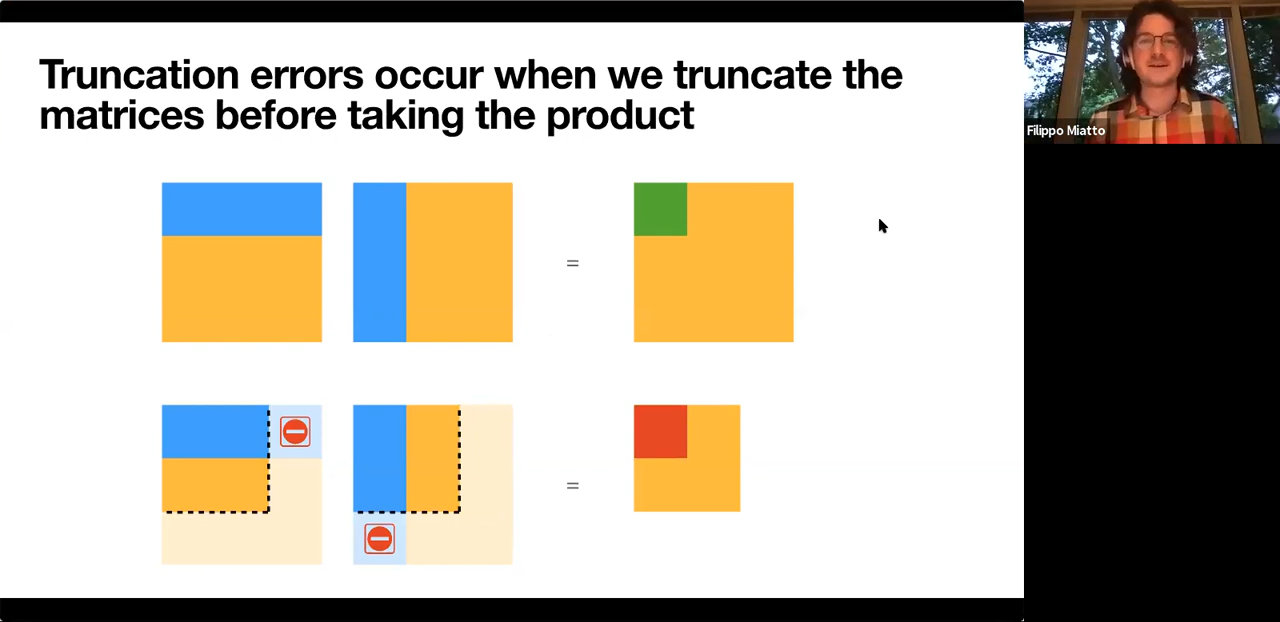 Truncation errors occur when we truncate the
matrices before taking the product
=
=
Filippo Miatto